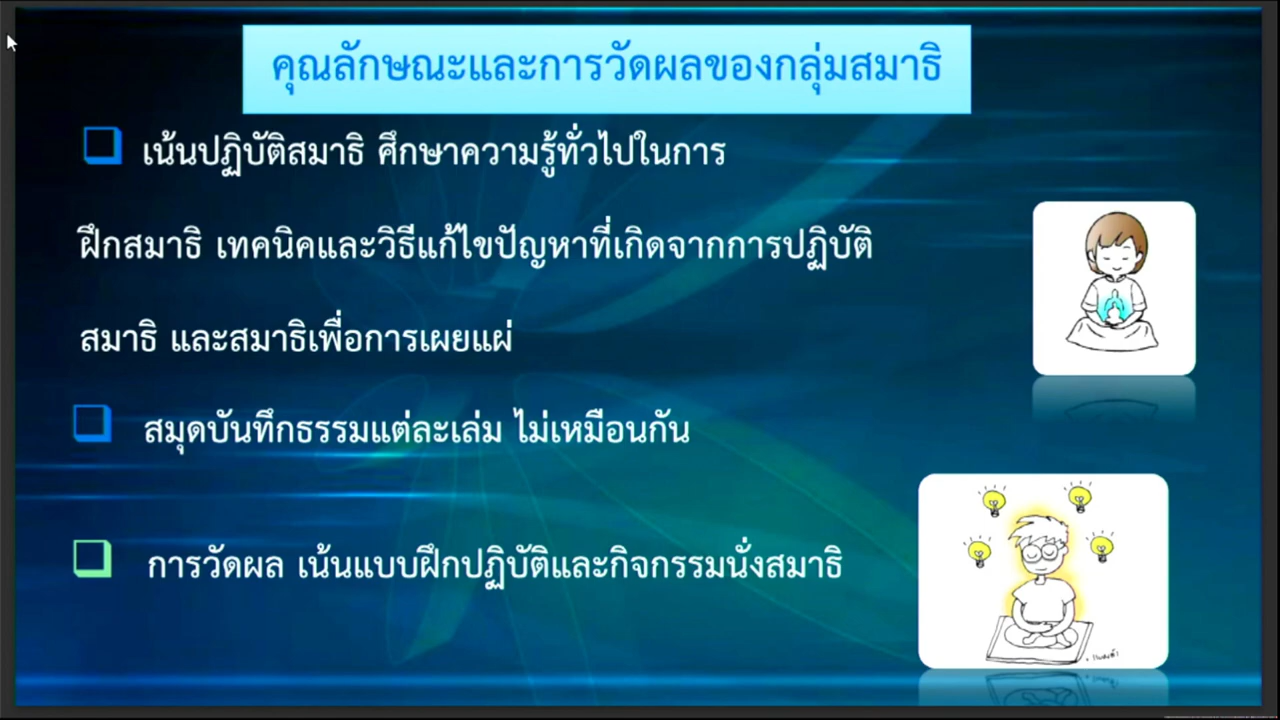 คุณลักษณะและการวัดผลของกลุ่มสมาธิ
เน้นปฏิบัติสมาธิ ศึกษาความรู้ทั่วไปในการ
ฝึกสมาธิ เทคนิคและวิธีแก้ไขปัญหาที่เกิดจากการปฏิบัติ
สมาธิ และสมาธิเพื่อการเผยแผ่
สมุดบันทึกธรรมแต่ละเล่ม ไม่เหมือนกัน
การวัดผล เน้นแบบฝึกปฏิบัติและกิจกรรมนั่งสมาธิ